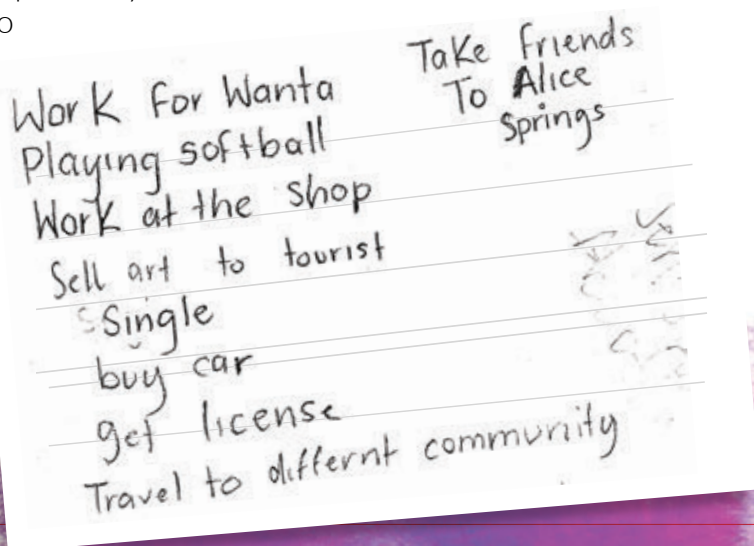 Work for Wanta
Playing softball
Work at the shop
Sell art to tourist
Single
buy car
get license
Travel to differnt community
Take friends
To Alice
Springs